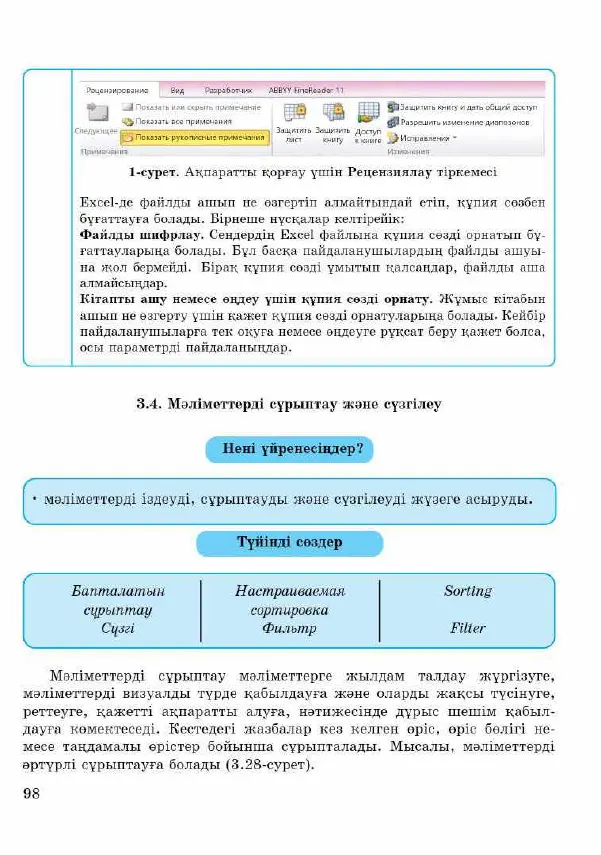 Рецензирование Вид Разработчик ABBYY FineReader 11
Следующее
Показать или скрыть примечание
Показать все примечания
Показать рукописные примечания
Примечания
Защитить лист
Защитить книгу
Доступ к книге
Защитить книгу и дать общий доступ
Разрешить изменение диапазонов
Исправления
Изменения
1-сурет. Ақпаратты қорғау үшін Рецензиялау тіркемесі
Excel-де файлды ашып не өзгертіп алмайтындай етіп, құпия сөзбен
бұғаттауға болады. Бірнеше нұсқалар келтірейік:
Файлды шифрлау. Сендердің Excel файлына құпия сөзді орнатып бұ-
ғаттауларыңа болады. Бұл басқа пайдаланушылардың файлды ашуы-
на жол бермейді. Бірақ құпия сөзді ұмытып қалсаңдар, файлды аша
алмайсыңдар.
Кітапты ашу немесе өңдеу үшін құпия сөзді орнату. Жұмыс кітабын
ашып не өзгерту үшін қажет құпия сөзді орнатуларыңа болады. Кейбір
пайдаланушыларға тек оқуға немесе өңдеуге рұқсат беру қажет болса,
осы параметрді пайдаланыңдар.
3.4. Мәліметтерді сұрыптау және сүзгілеу
Нені үйренесіңдер?
• мәліметтерді іздеуді, сұрыптауды және сүзгілеуді жүзеге асыруды.
Түйінді сөздер
Бапталатын Настраиваемая Sorting
сұрыптау сортировка
Сүзгі Фильтр Filter
Мәліметтерді сұрыптау мәліметтерге жылдам талдау жүргізуге,
мәліметтерді визуалды түрде қабылдауға және оларды жақсы түсінуге,
реттеуге, қажетті ақпаратты алуға, нәтижесінде дұрыс шешім қабыл-
дауға көмектеседі. Кестедегі жазбалар кез келген өріс, өріс бөлігі не-
месе таңдамалы өрістер бойынша сұрыпталады. Мысалы, мәліметтерді
әртүрлі сұрыптауға болады (3.28-сурет).
98